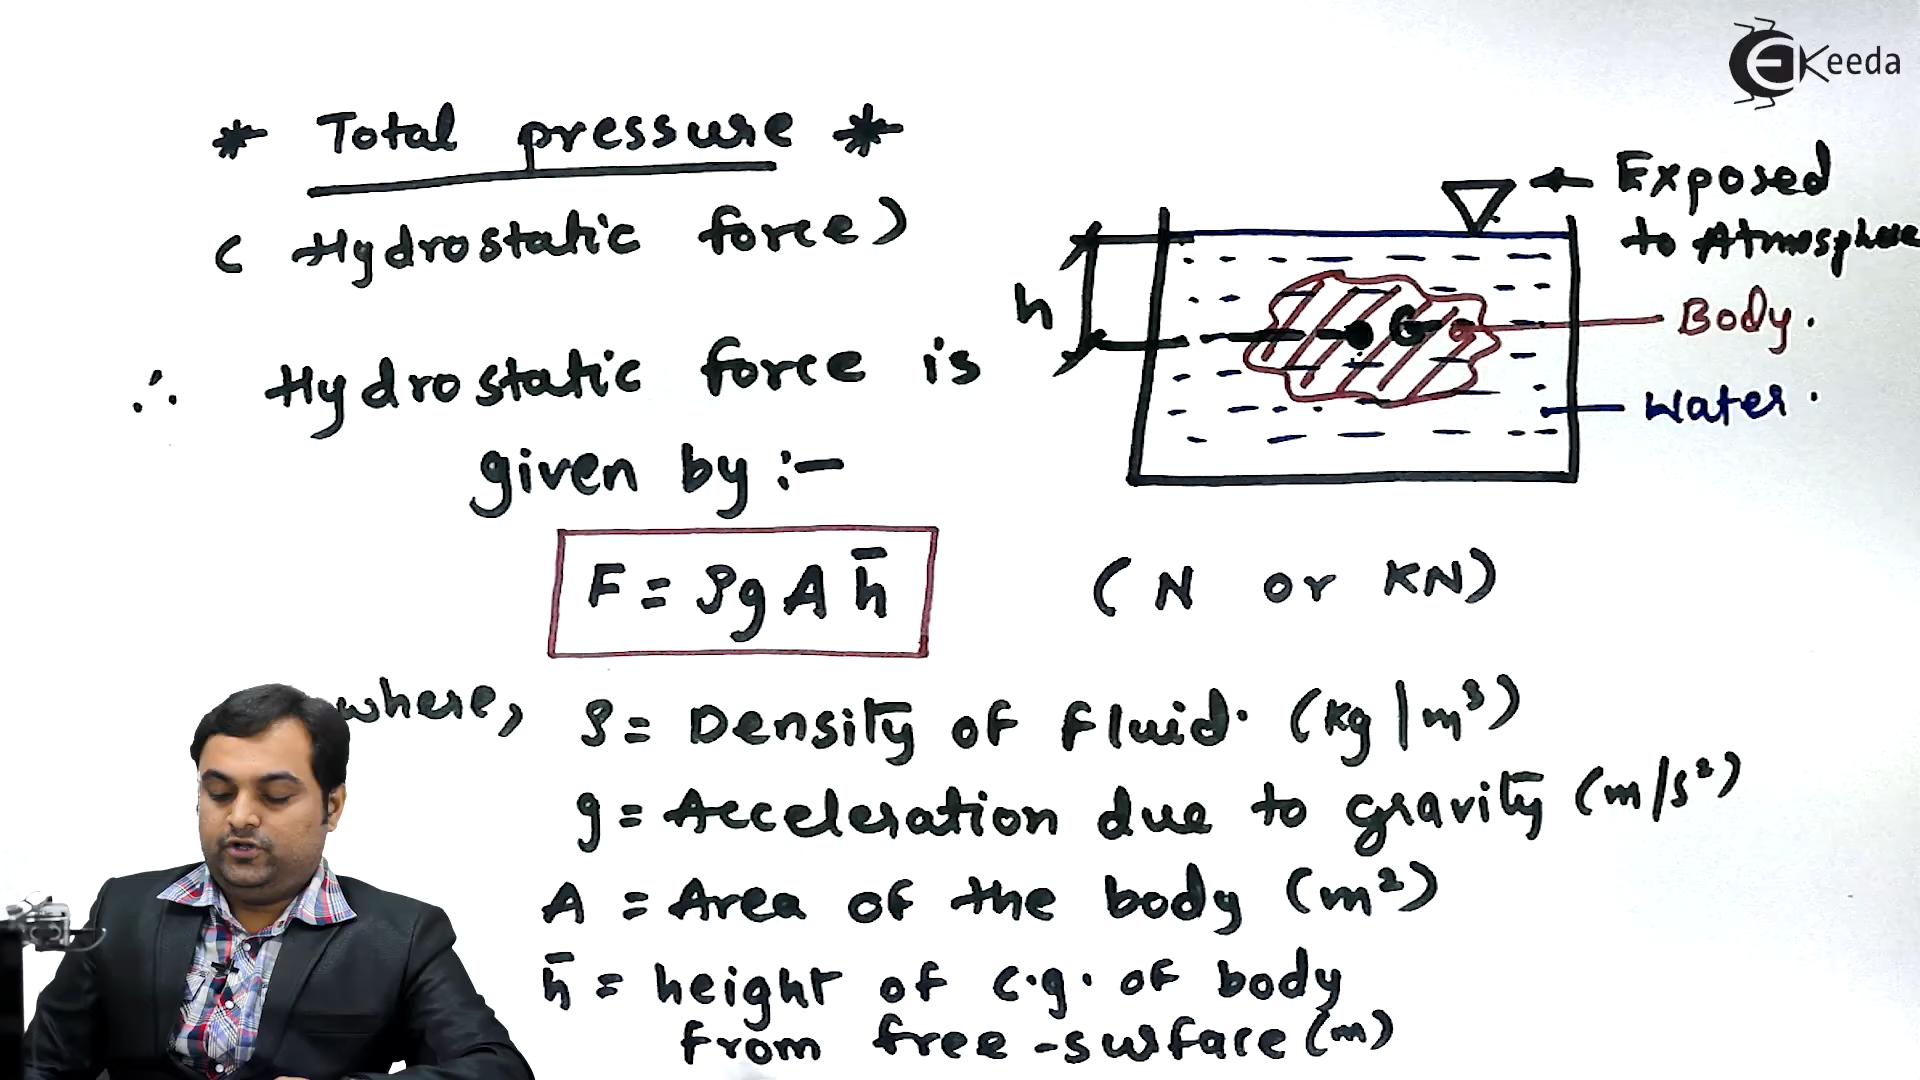 EKeeda
* Total pressure *
( Hydrostatic force)
∴ Hydrostatic force is
given by :-
F = ρg A h̄
( N or KN)
where, ρ = Density of fluid. (kg/m³)
g = Acceleration due to gravity (m/s²)
A = Area of the body (m²)
h̄ = height of c.g. of body
from free-surface (m)
Exposed
to Atmosphere
h
G
Body.
Water.